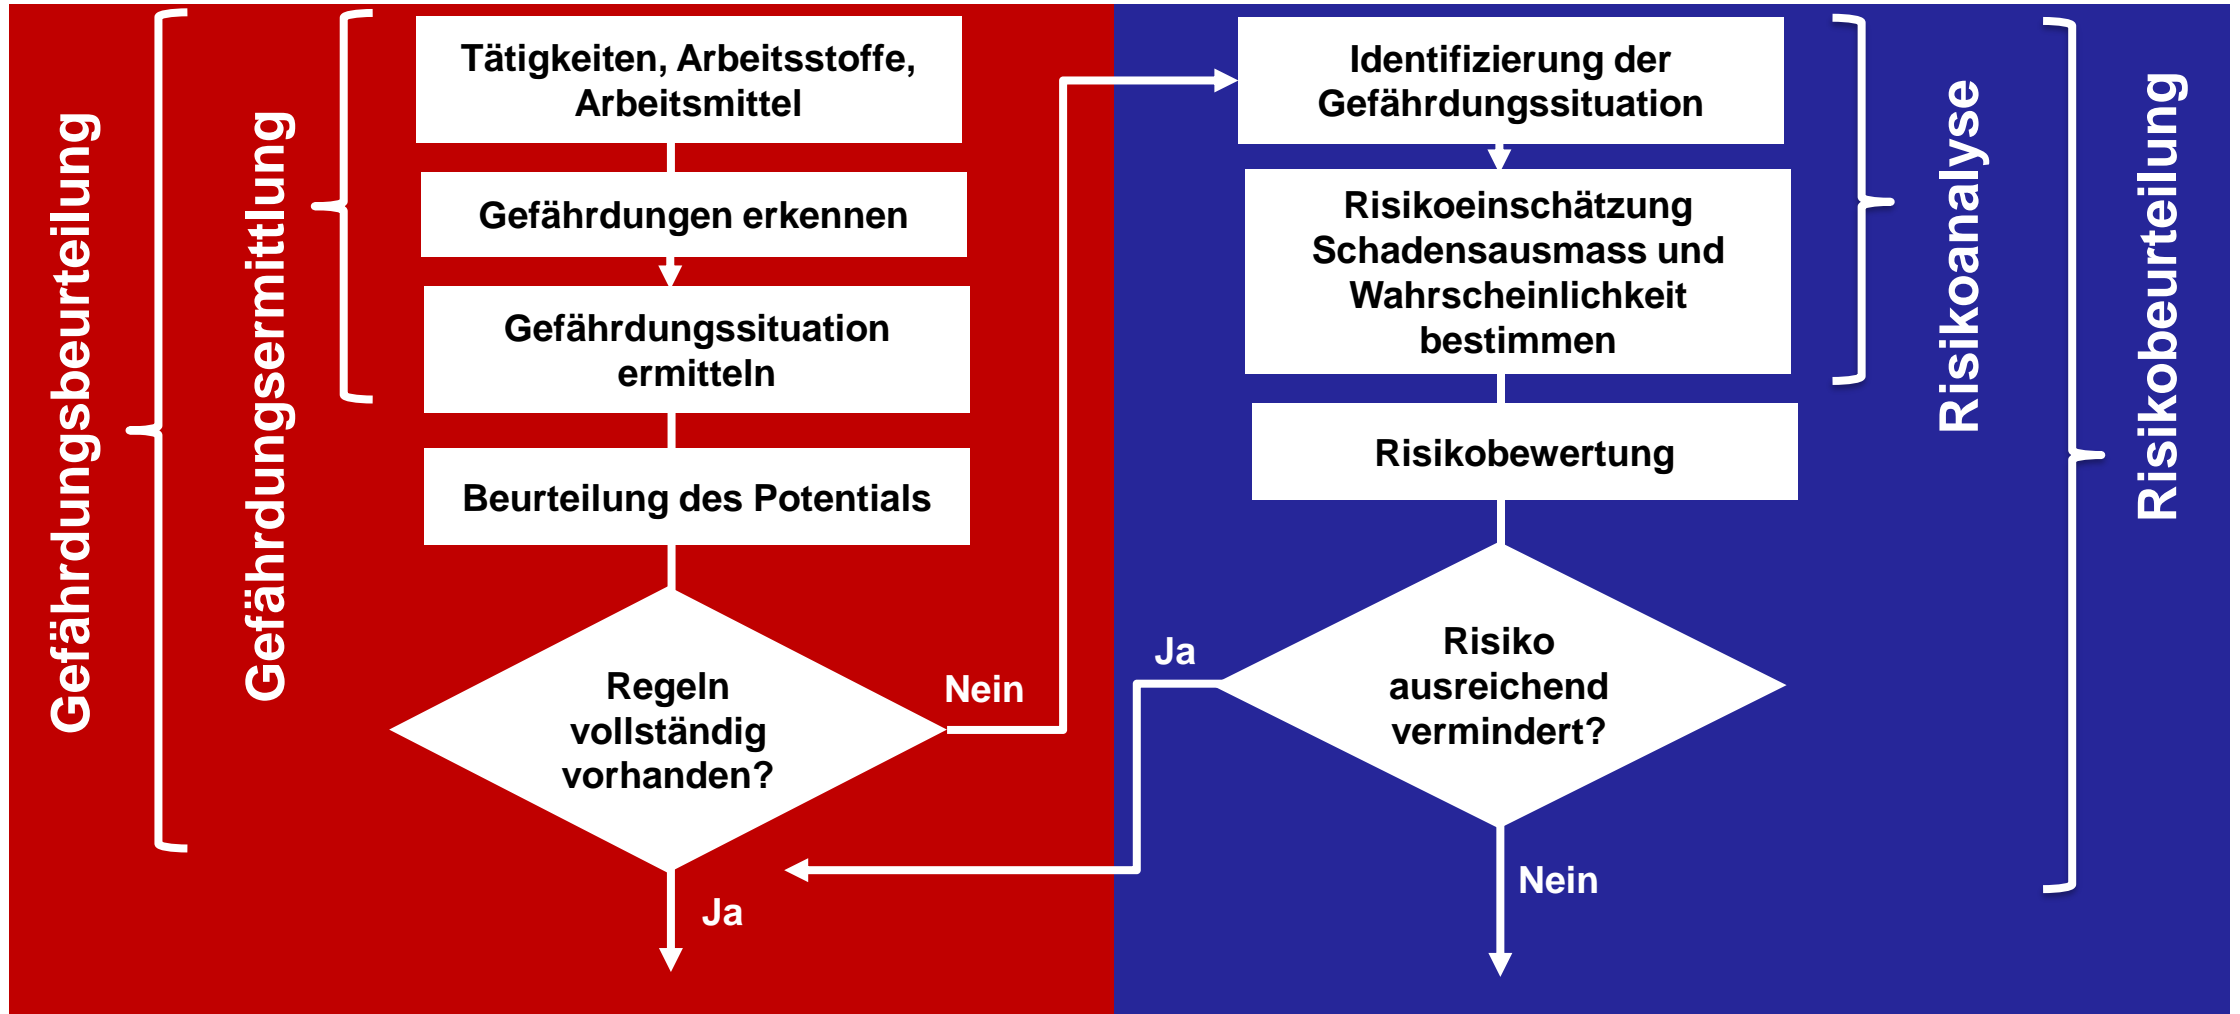 Gefährdungsbeurteilung
Gefährdungsermittlung
Tätigkeiten, Arbeitsstoffe,
Arbeitsmittel
Gefährdungen erkennen
Gefährdungssituation
ermitteln
Beurteilung des Potentials
Regeln
vollständig
vorhanden?
Nein
Ja
Identifizierung der
Gefährdungssituation
Risikoeinschätzung
Schadensausmass und
Wahrscheinlichkeit
bestimmen
Risikobewertung
Risiko
ausreichend
vermindert?
Ja
Nein
Risikoanalyse
Risikobeurteilung